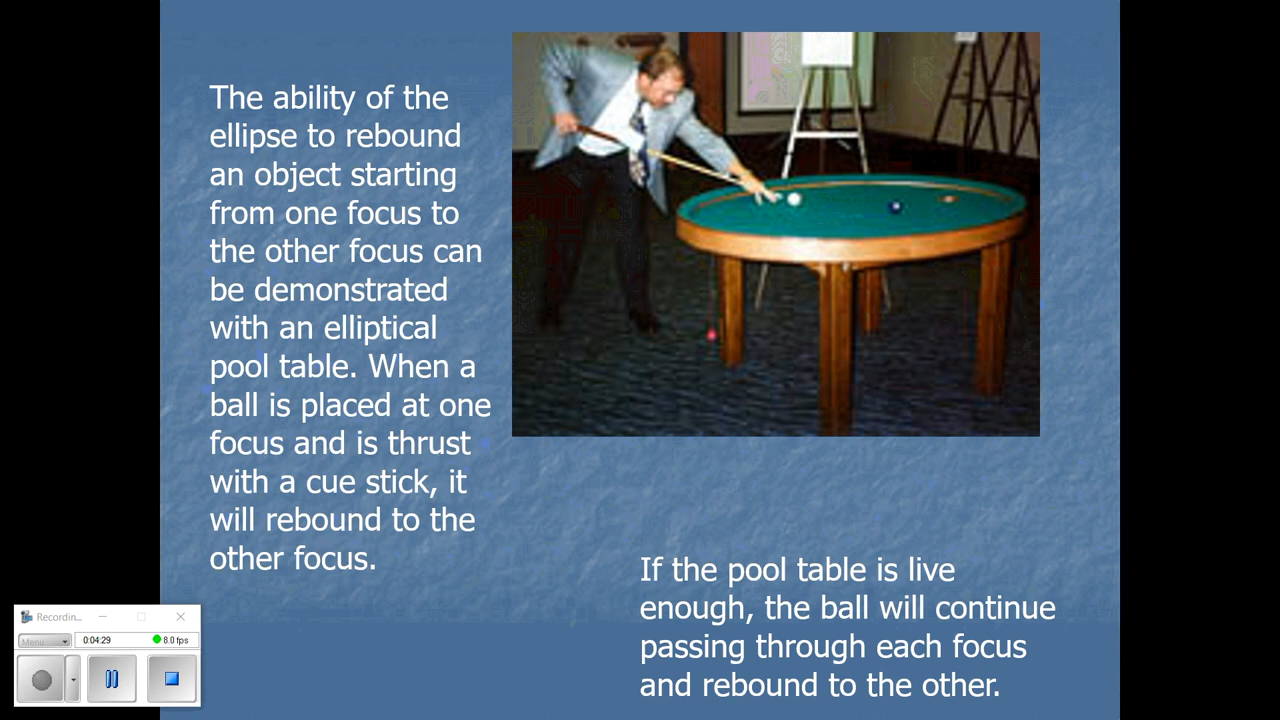 The ability of the
ellipse to rebound
an object starting
from one focus to
the other focus can
be demonstrated
with an elliptical
pool table. When a
ball is placed at one
focus and is thrust
with a cue stick, it
will rebound to the
other focus.
If the pool table is live
enough, the ball will continue
passing through each focus
and rebound to the other.
Recordin...
Menu
0:04:29
8.0 fps